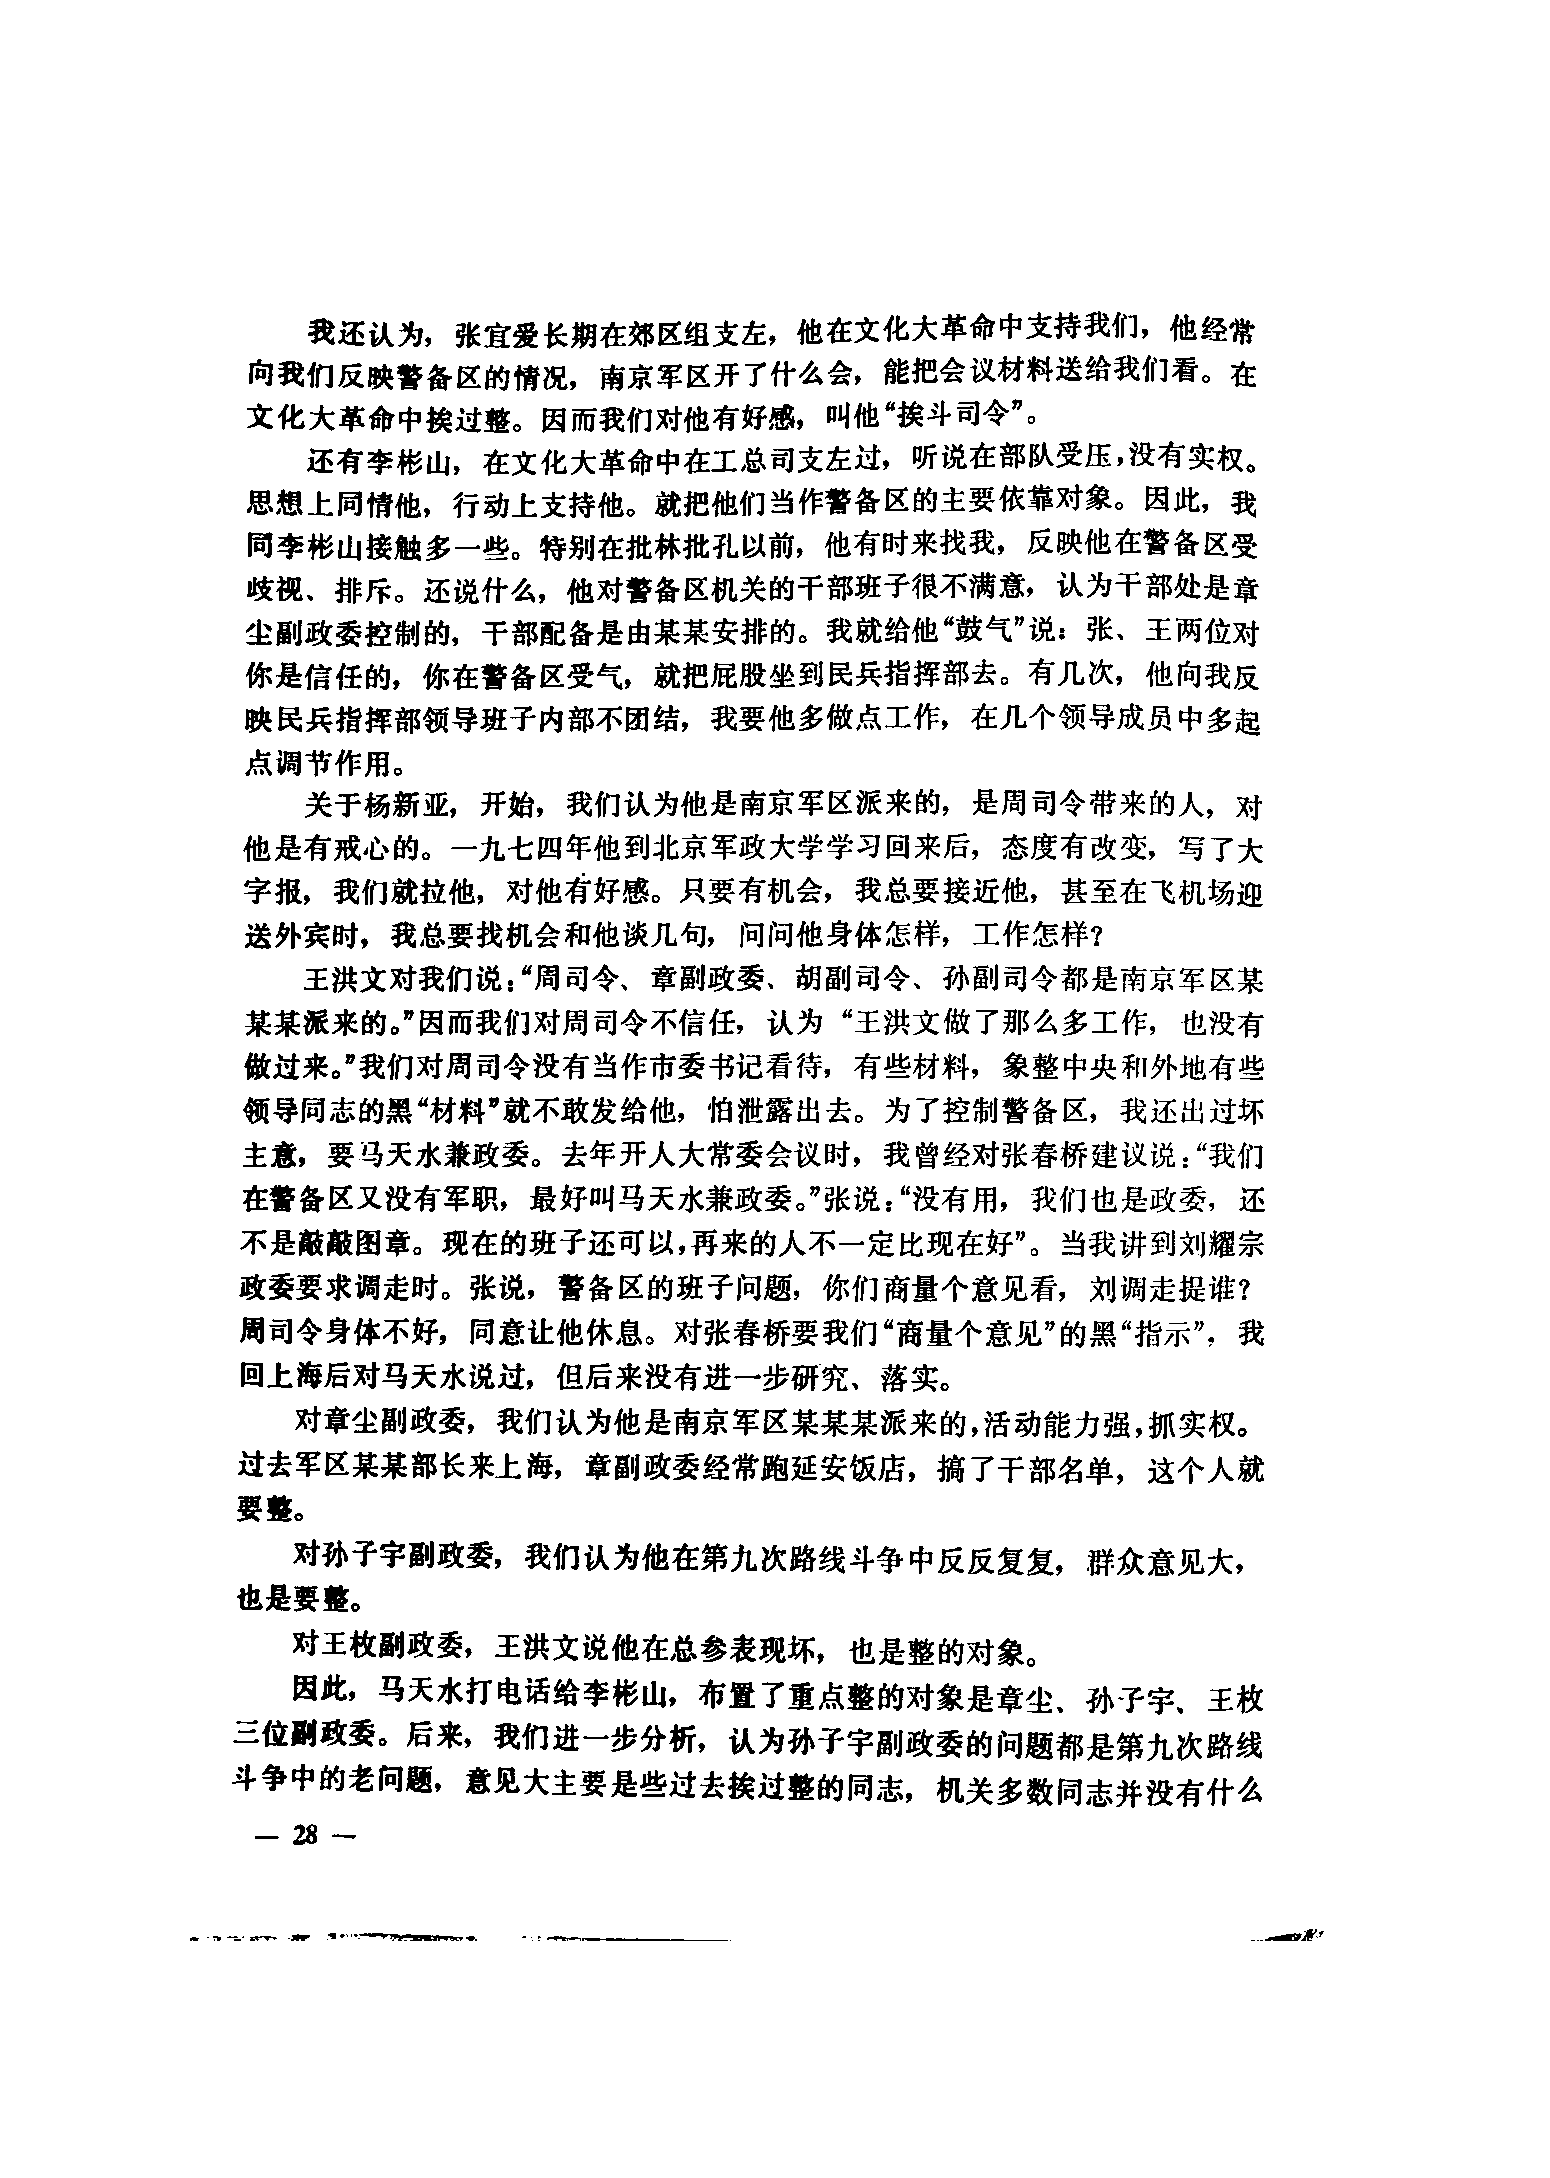 我还认为，张宜爱长期在郊区组支左，他在文化大革命中支持我们，他经常
向我们反映警备区的情况，南京军区开了什么会，能把会议材料送给我们看。在
文化大革命中挨过整。因而我们对他有好感，叫他“挨斗司令”。
还有李彬山，在文化大革命中在工总司支左过，听说在部队受压，没有实权。
思想上同情他，行动上支持他。就把他们当作警备区的主要依靠对象。因此，我
同李彬山接触多一些。特别在批林批孔以前，他有时来找我，反映他在警备区受
歧视、排斥。还说什么，他对警备区机关的干部班子很不满意，认为干部处是章
尘副政委控制的，干部配备是由某某安排的。我就给他“鼓气”说：张、王两位对
你是信任的，你在警备区受气，就把屁股坐到民兵指挥部去。有几次，他向我反
映民兵指挥部领导班子内部不团结，我要他多做点工作，在几个领导成员中多起
点调节作用。
关于杨新亚，开始，我们认为他是南京军区派来的，是周司令带来的人，对
他是有戒心的。一九七四年他到北京军政大学学习回来后，态度有改变，写了大
字报，我们就拉他，对他有好感。只要有机会，我总要接近他，甚至在飞机场迎
送外宾时，我总要找机会和他谈几句，问问他身体怎样，工作怎样？
王洪文对我们说：“周司令、章副政委、胡副司令、孙副司令都是南京军区某
某某派来的。”因而我们对周司令不信任，认为“王洪文做了那么多工作，也没有
做过来。”我们对周司令没有当作市委书记看待，有些材料，象整中央和外地有些
领导同志的黑“材料”就不敢发给他，怕泄露出去。为了控制警备区，我还出过坏
主意，要马天水兼政委。去年开人大常委会议时，我曾经对张春桥建议说：“我们
在警备区又没有军职，最好叫马天水兼政委。”张说：“没有用，我们也是政委，还
不是敲敲图章。现在的班子还可以，再来的人不一定比现在好”。当我讲到刘耀宗
政委要求调走时。张说，警备区的班子问题，你们商量个意见看，刘调走提谁？
周司令身体不好，同意让他休息。对张春桥要我们“商量个意见”的黑“指示”，我
回上海后对马天水说过，但后来没有进一步研究、落实。
对章尘副政委，我们认为他是南京军区某某某派来的，活动能力强，抓实权。
过去军区某某部长来上海，章副政委经常跑延安饭店，搞了干部名单，这个人就
要整。
对孙子宇副政委，我们认为他在第九次路线斗争中反反复复，群众意见大，
也是要整。
对王枚副政委，王洪文说他在总参表现坏，也是整的对象。
因此，马天水打电话给李彬山，布置了重点整的对象是章尘、孙子宇、王枚
三位副政委。后来，我们进一步分析，认为孙子宇副政委的问题都是第九次路线
斗争中的老问题，意见大主要是些过去挨过整的同志，机关多数同志并没有什么
— 28 —